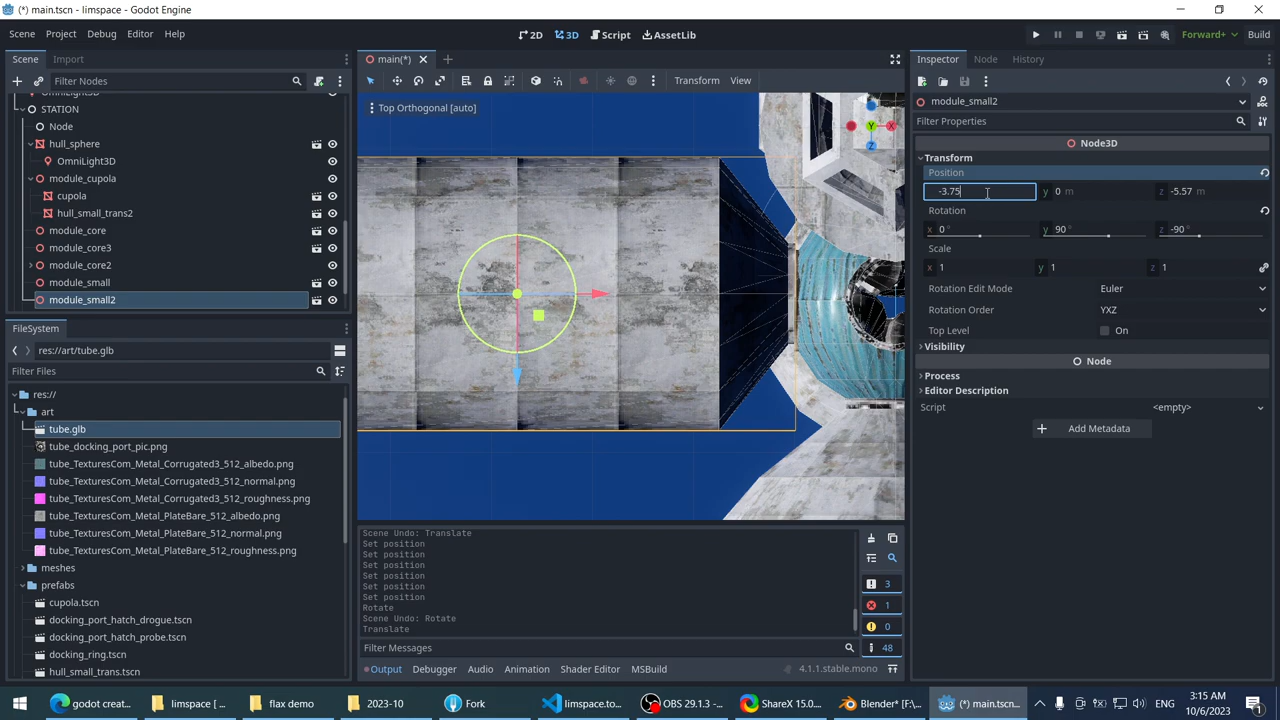 (*) main.tscn - limspace - Godot Engine
Scene Project Debug Editor Help
2D 3D Script AssetLib
Forward+ Build
Scene Import
main(*)
Inspector Node History
Filter Nodes
Transform View
module_small2
Filter Properties
STATION
Node
hull_sphere
OmniLight3D
module_cupola
cupola
hull_small_trans2
module_core
module_core3
module_core2
module_small
module_small2
Top Orthogonal [auto]
X
Y
Z
Node3D
Transform
Position
-3.75 y 0 m z -5.57 m
Rotation
x 0 ° y 90 ° z -90 °
Scale
x 1 y 1 z 1
Rotation Edit Mode Euler
Rotation Order YXZ
Top Level On
Visibility
Node
Process
Editor Description
Script <empty>
Add Metadata
FileSystem
res://art/tube.glb
Filter Files
res://
art
tube.glb
tube_docking_port_pic.png
tube_TexturesCom_Metal_Corrugated3_512_albedo.png
tube_TexturesCom_Metal_Corrugated3_512_normal.png
tube_TexturesCom_Metal_Corrugated3_512_roughness.png
tube_TexturesCom_Metal_PlateBare_512_albedo.png
tube_TexturesCom_Metal_PlateBare_512_normal.png
tube_TexturesCom_Metal_PlateBare_512_roughness.png
meshes
prefabs
cupola.tscn
docking_port_hatch_drogue.tscn
docking_port_hatch_probe.tscn
docking_ring.tscn
hull_small_trans.tscn
Scene Undo: Translate
Set position
Set position
Set position
Set position
Set position
Set position
Rotate
Scene Undo: Rotate
Translate
3
1
0
48
Filter Messages
Output Debugger Audio Animation Shader Editor MSBuild 4.1.1.stable.mono
godot creat...
limspace [...
flax demo
2023-10
Fork
limspace.to...
OBS 29.1.3 -...
ShareX 15.0...
Blender* [F:\...
(*) main.tsc...
ENG
3:15 AM
10/6/2023
1